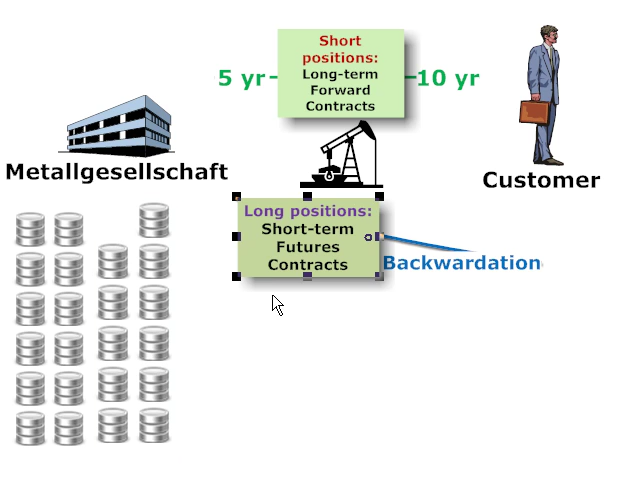 Short
positions:
Long-term
Forward
Contracts
5 yr
10 yr
Metallgesellschaft
Customer
Long positions:
Short-term
Futures
Contracts
Backwardation